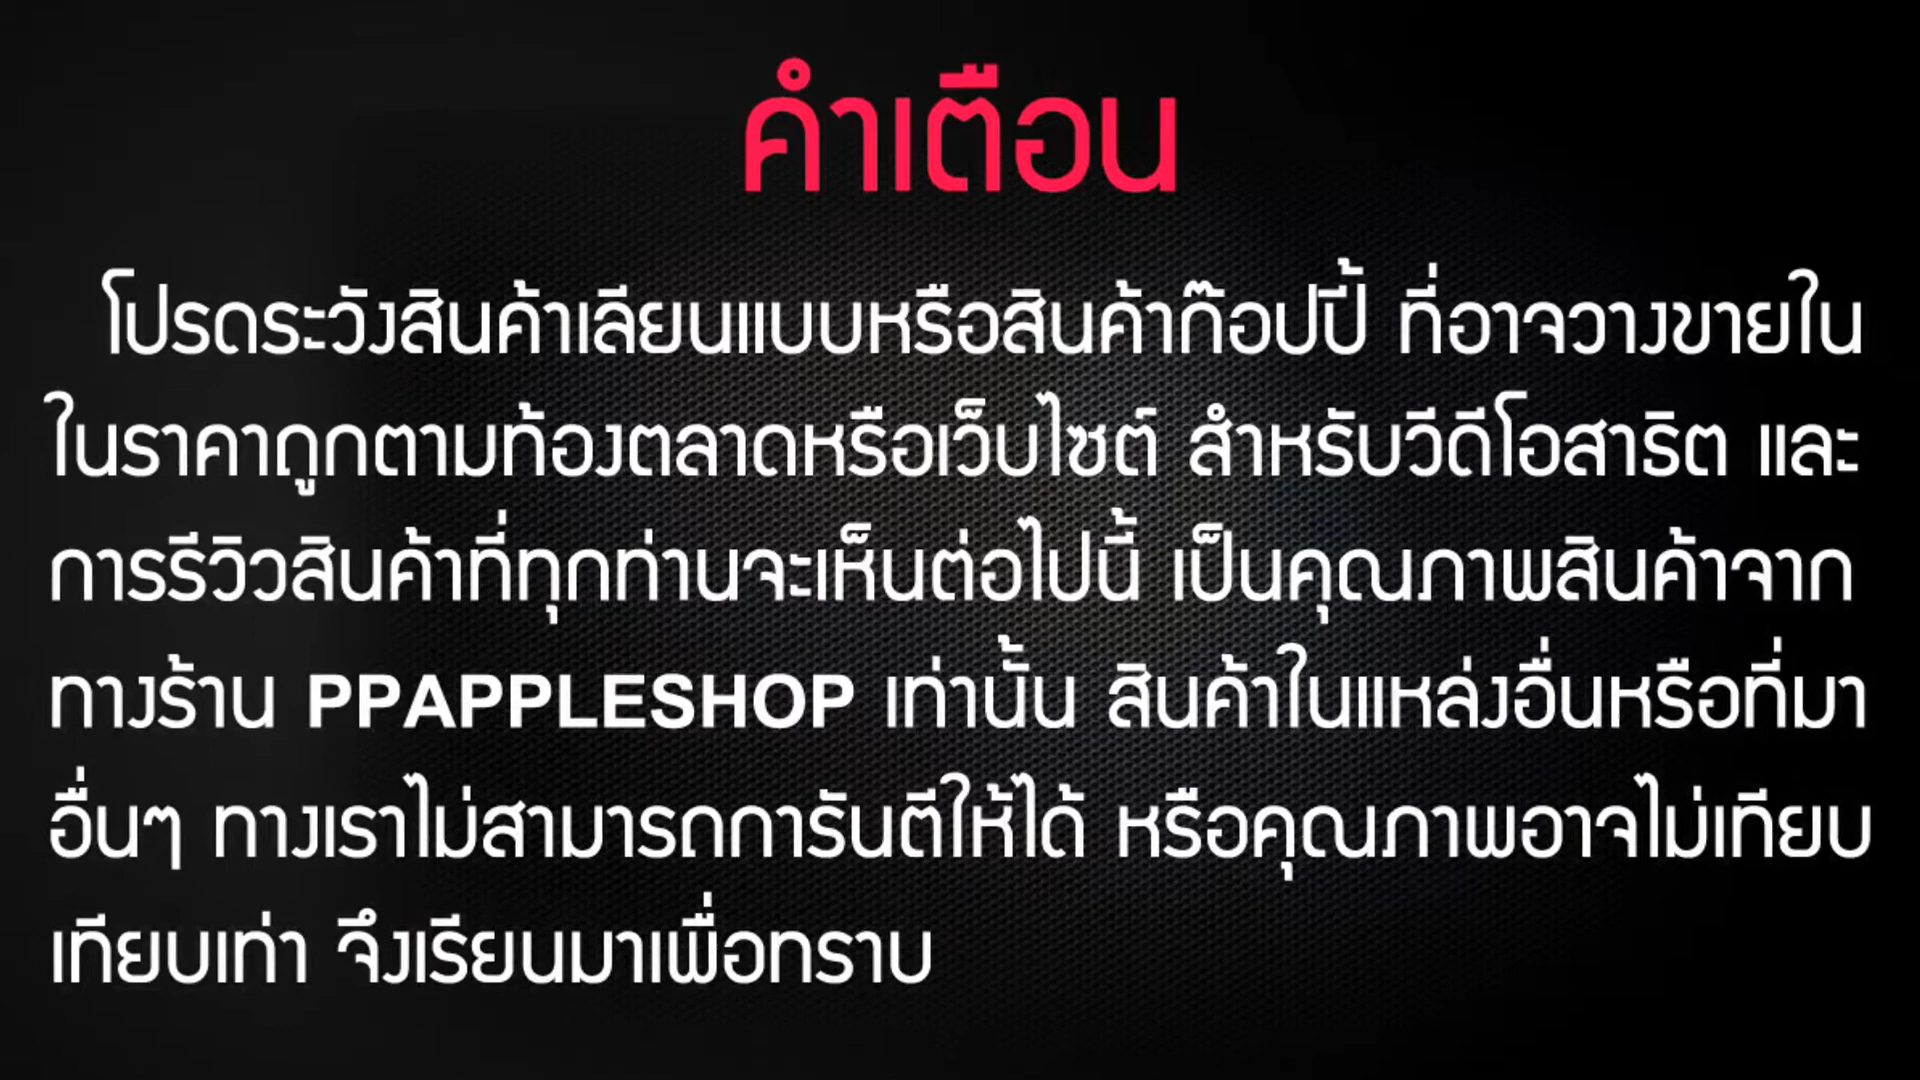 คำเตือน
โปรดระวังสินค้าเลียนแบบหรือสินค้าก๊อปปี้ ที่อาจวางขายใน
ในราคาถูกตามท้องตลาดหรือเว็บไซต์ สำหรับวีดีโอสาธิต และ
การรีวิวสินค้าที่ทุกท่านจะเห็นต่อไปนี้ เป็นคุณภาพสินค้าจาก
ทางร้าน PPAPPLESHOP เท่านั้น สินค้าในแหล่งอื่นหรือที่มา
อื่นๆ ทางเราไม่สามารถการันตีให้ได้ หรือคุณภาพอาจไม่เทียบ
เทียบเท่า จึงเรียนมาเพื่อทราบ